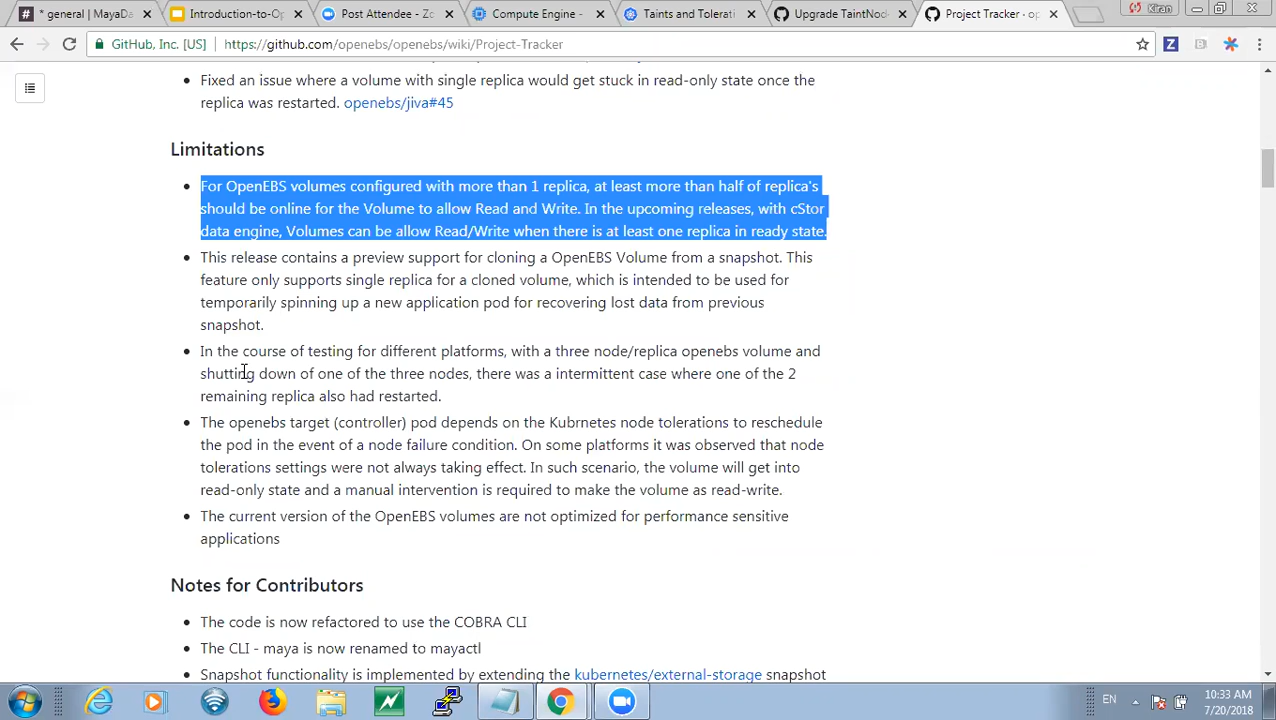 * general | MayaDa
Introduction-to-Op
Post Attendee - Zo
Compute Engine -
Taints and Tolerat
Upgrade TaintNod
Project Tracker · op
Kiran
GitHub, Inc. [US]
https://github.com/openebs/openebs/wiki/Project-Tracker
Fixed an issue where a volume with single replica would get stuck in read-only state once the
replica was restarted. openebs/jiva#45
Limitations
For OpenEBS volumes configured with more than 1 replica, at least more than half of replica's
should be online for the Volume to allow Read and Write. In the upcoming releases, with cStor
data engine, Volumes can be allow Read/Write when there is at least one replica in ready state.
This release contains a preview support for cloning a OpenEBS Volume from a snapshot. This
feature only supports single replica for a cloned volume, which is intended to be used for
temporarily spinning up a new application pod for recovering lost data from previous
snapshot.
In the course of testing for different platforms, with a three node/replica openebs volume and
shutting down of one of the three nodes, there was a intermittent case where one of the 2
remaining replica also had restarted.
The openebs target (controller) pod depends on the Kubrnetes node tolerations to reschedule
the pod in the event of a node failure condition. On some platforms it was observed that node
tolerations settings were not always taking effect. In such scenario, the volume will get into
read-only state and a manual intervention is required to make the volume as read-write.
The current version of the OpenEBS volumes are not optimized for performance sensitive
applications
Notes for Contributors
The code is now refactored to use the COBRA CLI
The CLI - maya is now renamed to mayactl
Snapshot functionality is implemented by extending the kubernetes/external-storage snapshot
EN
10:33 AM
7/20/2018